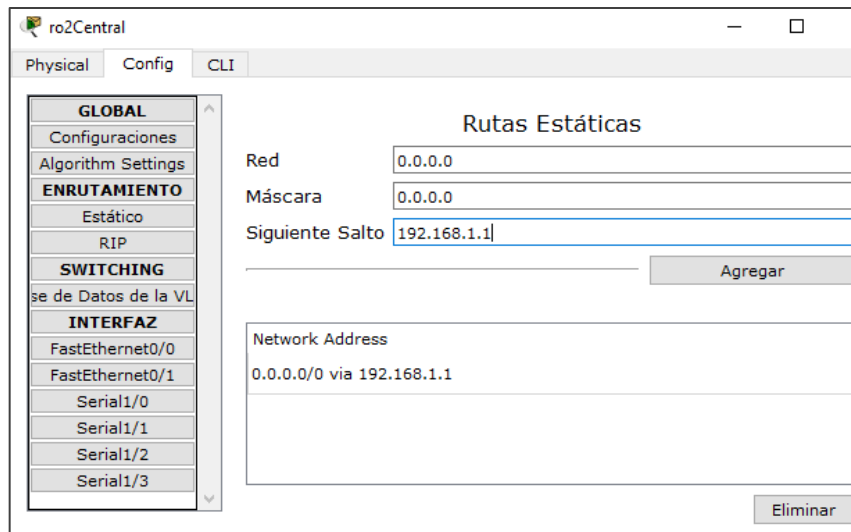 ro2Central
Physical Config CLI
GLOBAL
Configuraciones
Algorithm Settings
ENRUTAMIENTO
Estático
RIP
SWITCHING
se de Datos de la VL
INTERFAZ
FastEthernet0/0
FastEthernet0/1
Serial1/0
Serial1/1
Serial1/2
Serial1/3
Rutas Estáticas
Red 0.0.0.0
Máscara 0.0.0.0
Siguiente Salto 192.168.1.1
Agregar
Network Address
0.0.0.0/0 via 192.168.1.1
Eliminar